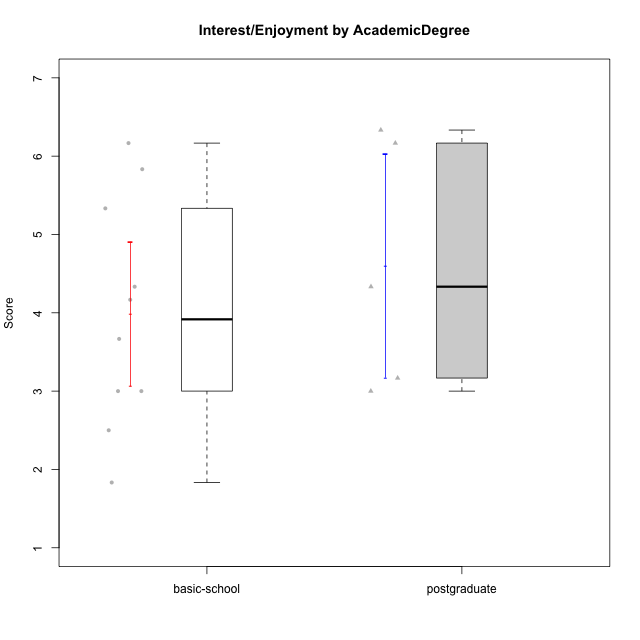 Interest/Enjoyment by AcademicDegree
7
6
5
4
3
2
1
Score
basic-school
postgraduate